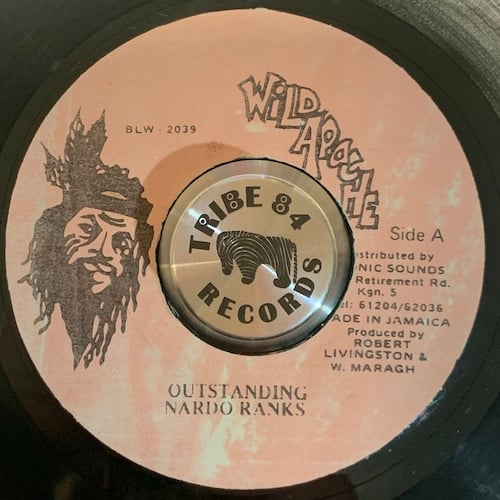 BLW - 2039
WILD
APACHE
Side A
istributed by
ONIC SOUNDS
Retirement Rd.
Kgn. 5
el: 61204/62036
ADE IN JAMAICA
Produced by
ROBERT
LIVINGSTON &
W. MARAGH
TRIBE 84
RECORDS
OUTSTANDING
NARDO RANKS